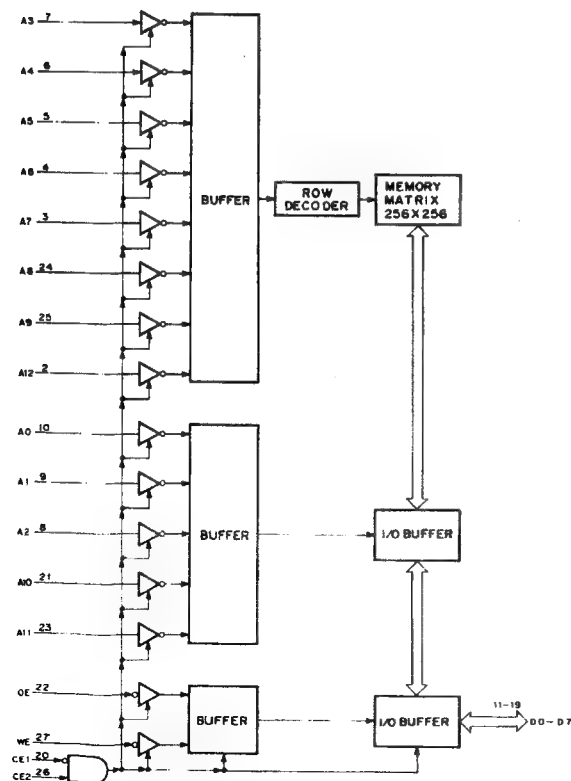 A3 7
A4 6
A5 5
A6 4
A7 3
A8 24
A9 25
A12 2
BUFFER
ROW DECODER
MEMORY MATRIX 256X256
A0 10
A1 9
A2 8
A10 21
A11 23
BUFFER
I/O BUFFER
OE 22
WE 27
CE1 20
CE2 26
BUFFER
I/O BUFFER
11-19
D0-D7